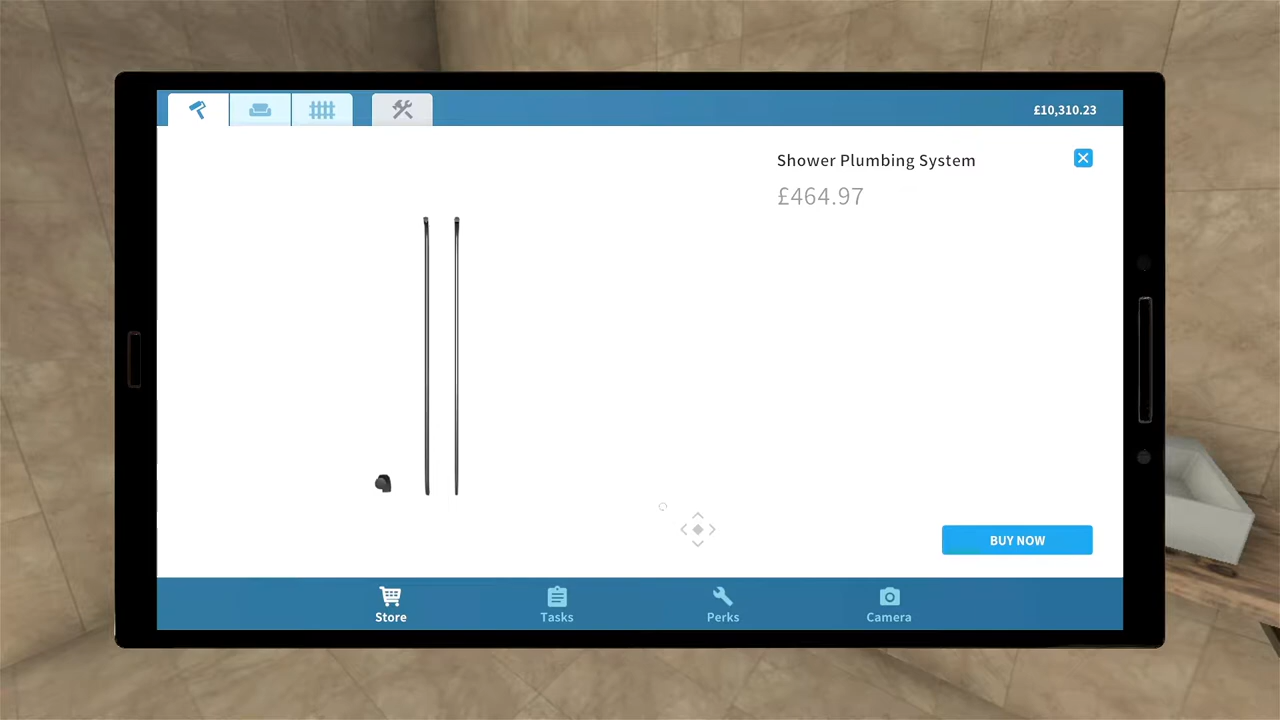 £10,310.23
Shower Plumbing System
£464.97
BUY NOW
Store
Tasks
Perks
Camera